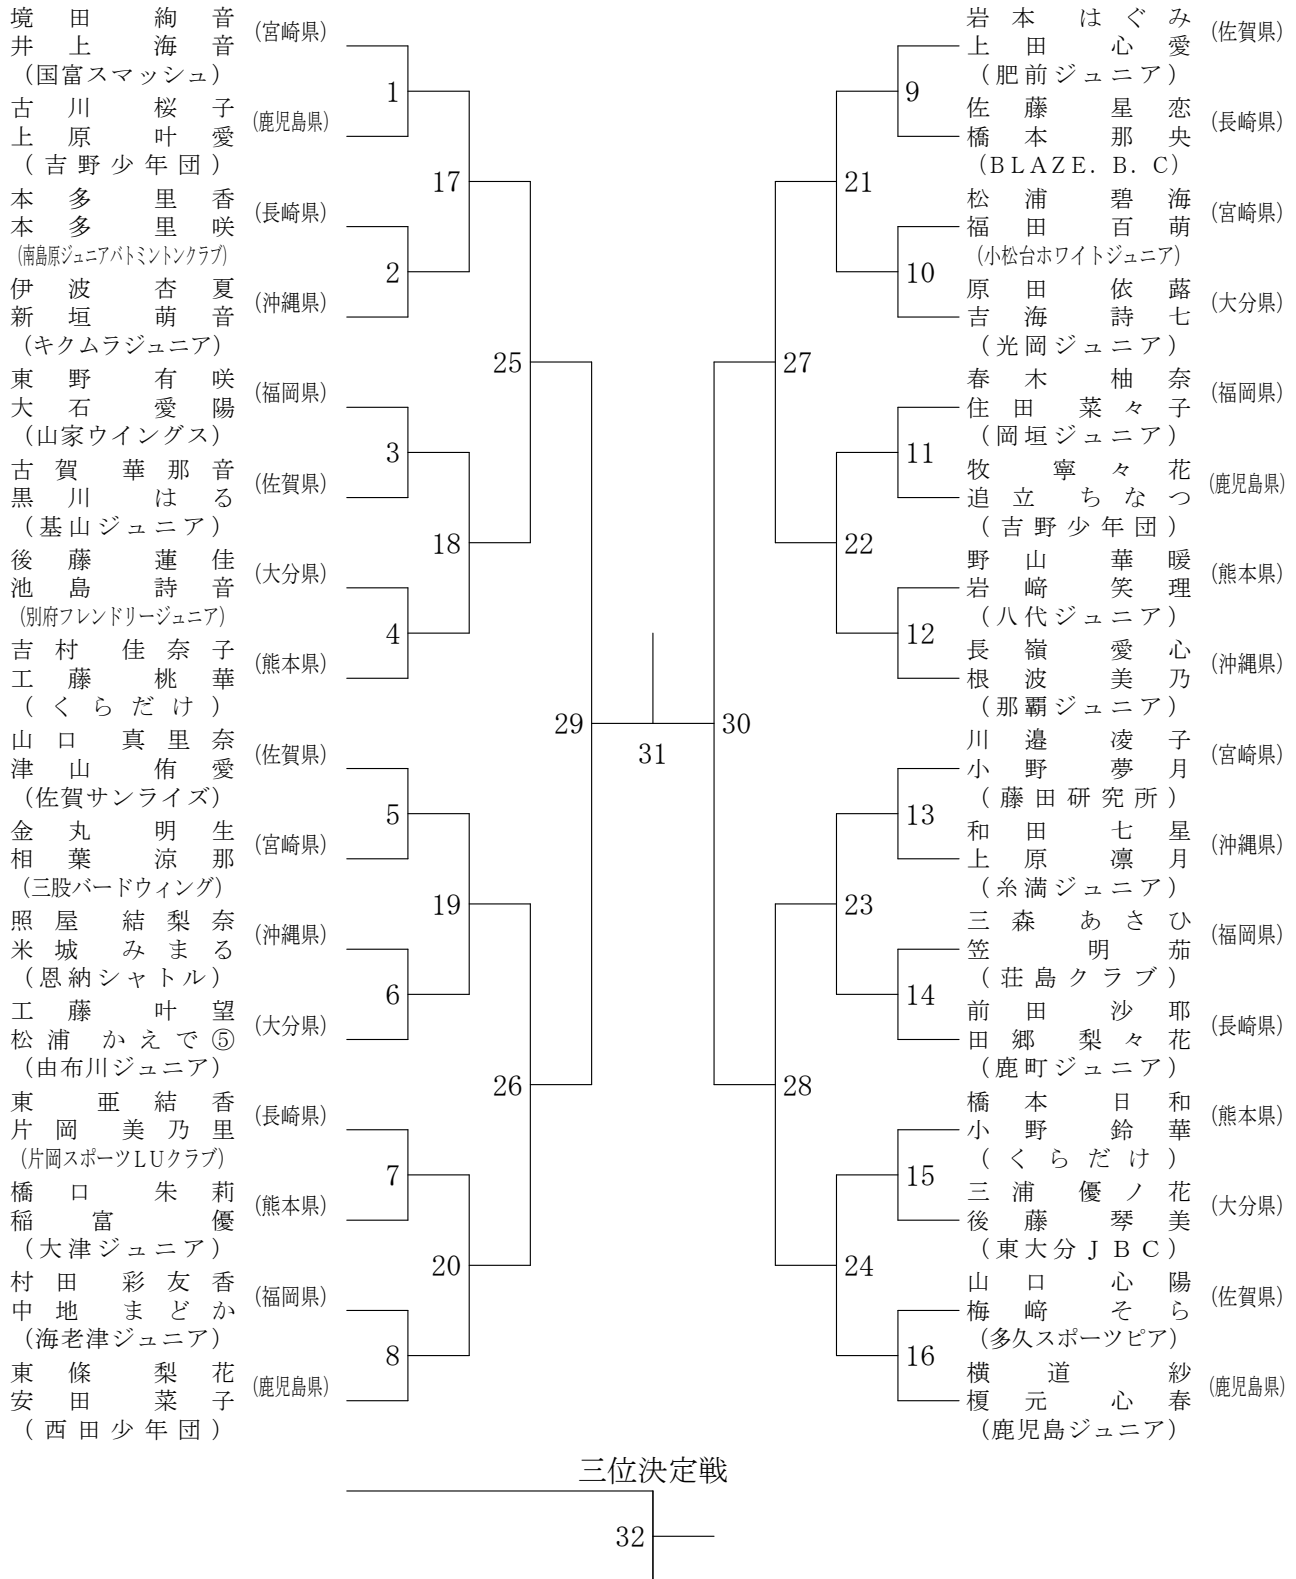 境田 絢音
井上 海音
(宮崎県)
(国富スマッシュ)
1
古川 桜子
上原 叶愛
(鹿児島県)
(吉野少年団)
17
本多 里香
本多 里咲
(長崎県)
(南島原ジュニアバトミントンクラブ)
2
伊波 杏夏
新垣 萌音
(沖縄県)
(キクムラジュニア)
25
東野 有咲
大石 愛陽
(福岡県)
(山家ウイングス)
3
古賀 華那音
黒川 はる
(佐賀県)
(基山ジュニア)
18
後藤 蓮佳
池島 詩音
(大分県)
(別府フレンドリージュニア)
4
吉村 佳奈子
工藤 桃華
(熊本県)
(くらだけ)
29
山口 真里奈
津山 侑愛
(佐賀県)
(佐賀サンライズ)
5
金丸 明生
相葉 涼那
(宮崎県)
(三股バードウィング)
19
照屋 結梨奈
米城 みまる
(沖縄県)
(恩納シャトル)
6
工藤 叶望
松浦 かえで⑤
(大分県)
(由布川ジュニア)
26
東 亜結香
片岡 美乃里
(長崎県)
(片岡スポーツLUクラブ)
7
橋口 朱莉
稲富 優
(熊本県)
(大津ジュニア)
20
村田 彩友香
中地 まどか
(福岡県)
(海老津ジュニア)
8
東條 梨花
安田 菜子
(鹿児島県)
(西田少年団)
31
岩本 はぐみ
上田 心愛
(佐賀県)
(肥前ジュニア)
9
佐藤 星恋
橋本 那央
(長崎県)
(BLAZE. B. C)
21
松浦 碧海
福田 百萌
(宮崎県)
(小松台ホワイトジュニア)
10
原田 依蕗
吉海 詩七
(大分県)
(光岡ジュニア)
27
春木 柚奈
住田 菜々子
(福岡県)
(岡垣ジュニア)
11
牧 寧々花
追立 ちなつ
(鹿児島県)
(吉野少年団)
22
野山 華暖
岩﨑 笑理
(熊本県)
(八代ジュニア)
12
長嶺 愛心
根波 美乃
(沖縄県)
(那覇ジュニア)
30
川邉 凌子
小野 夢月
(宮崎県)
(藤田研究所)
13
和田 七星
上原 凛月
(沖縄県)
(糸満ジュニア)
23
三森 あさひ
笠 明茄
(福岡県)
(荘島クラブ)
14
前田 沙耶
田郷 梨々花
(長崎県)
(鹿町ジュニア)
28
橋本 日和
小野 鈴華
(熊本県)
(くらだけ)
15
三浦 優ノ花
後藤 琴美
(大分県)
(東大分JBC)
24
山口 心陽
梅﨑 そら
(佐賀県)
(多久スポーツピア)
16
横道 紗
榎元 心春
(鹿児島県)
(鹿児島ジュニア)
三位決定戦
32